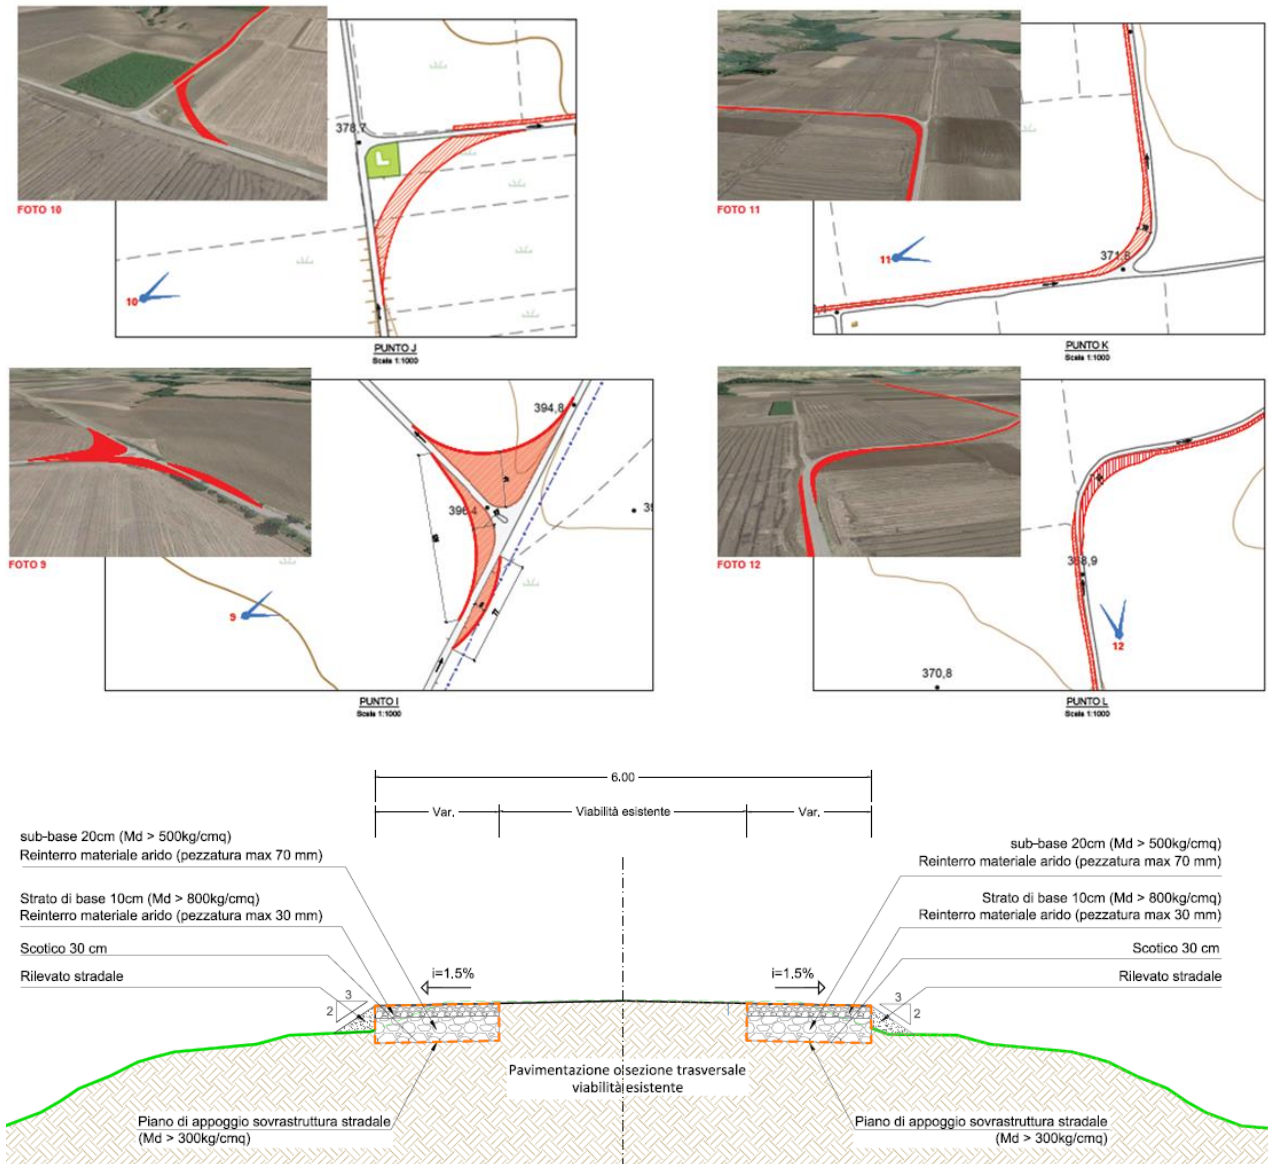 378,7
FOTO 10
10
PUNTO J
Scala 1:1000
FOTO 11
11
PUNTO K
Scala 1:1000
394,8
396,4
FOTO 9
9
77
PUNTO I
Scala 1:1000
FOTO 12
12
370,8
PUNTO L
Scala 1:1000
6.00
Var.
Viabilità esistente
Var.
sub-base 20cm (Md > 500kg/cmq)
Reinterro materiale arido (pezzatura max 70 mm)
Strato di base 10cm (Md > 800kg/cmq)
Reinterro materiale arido (pezzatura max 30 mm)
Scotico 30 cm
Rilevato stradale
i=1.5%
3
2
sub-base 20cm (Md > 500kg/cmq)
Reinterro materiale arido (pezzatura max 70 mm)
Strato di base 10cm (Md > 800kg/cmq)
Reinterro materiale arido (pezzatura max 30 mm)
Scotico 30 cm
Rilevato stradale
i=1.5%
3
2
Pavimentazione o sezione trasversale
viabilità esistente
Piano di appoggio sovrastruttura stradale
(Md > 300kg/cmq)
Piano di appoggio sovrastruttura stradale
(Md > 300kg/cmq)